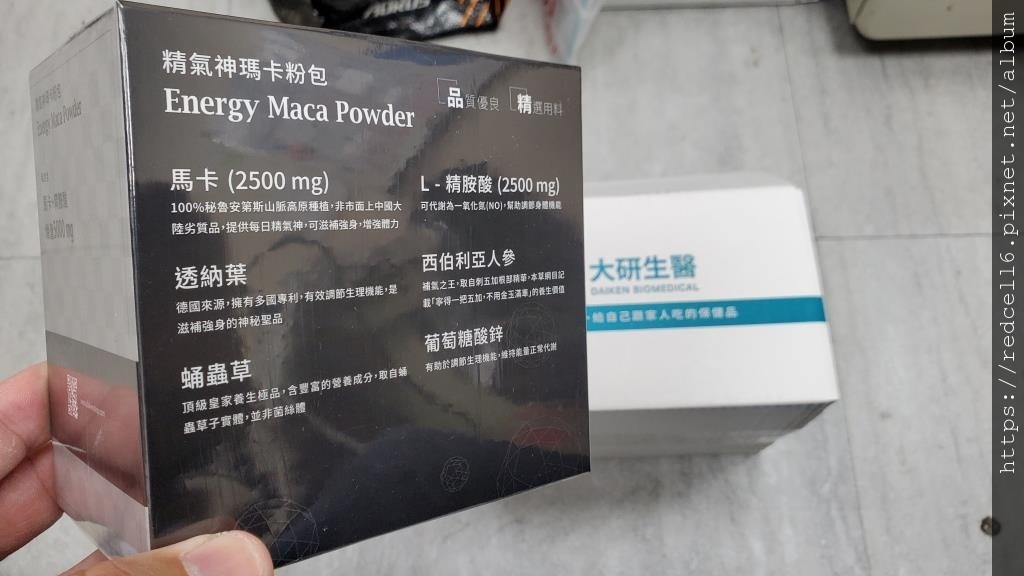 精氣神瑪卡粉包
Energy Maca Powder
品質優良
精選用料
馬卡 (2500 mg)
100%秘魯安第斯山脈高原種植,非市面上中國大
陸劣質品,提供每日精氣神,可滋補強身,增強體力
L - 精胺酸 (2500 mg)
可代謝為一氧化氮(NO),幫助調節身體機能
透納葉
德國來源,擁有多國專利,有效調節生理機能,是
滋補強身的神秘聖品
西伯利亞人參
補氣之王,取自刺五加根部精華,本草綱目記
載「寧得一把五加,不用金玉滿車」的養生價值
蛹蟲草
頂級皇家養生極品,含豐富的營養成分,取自蛹
蟲草子實體,並非菌絲體
葡萄糖酸鋅
有助於調節生理機能,維持能量正常代謝
大研生醫
DAIKEN BIOMEDICAL
給自己跟家人吃的保健品
https://redcell6.pixnet.net/album